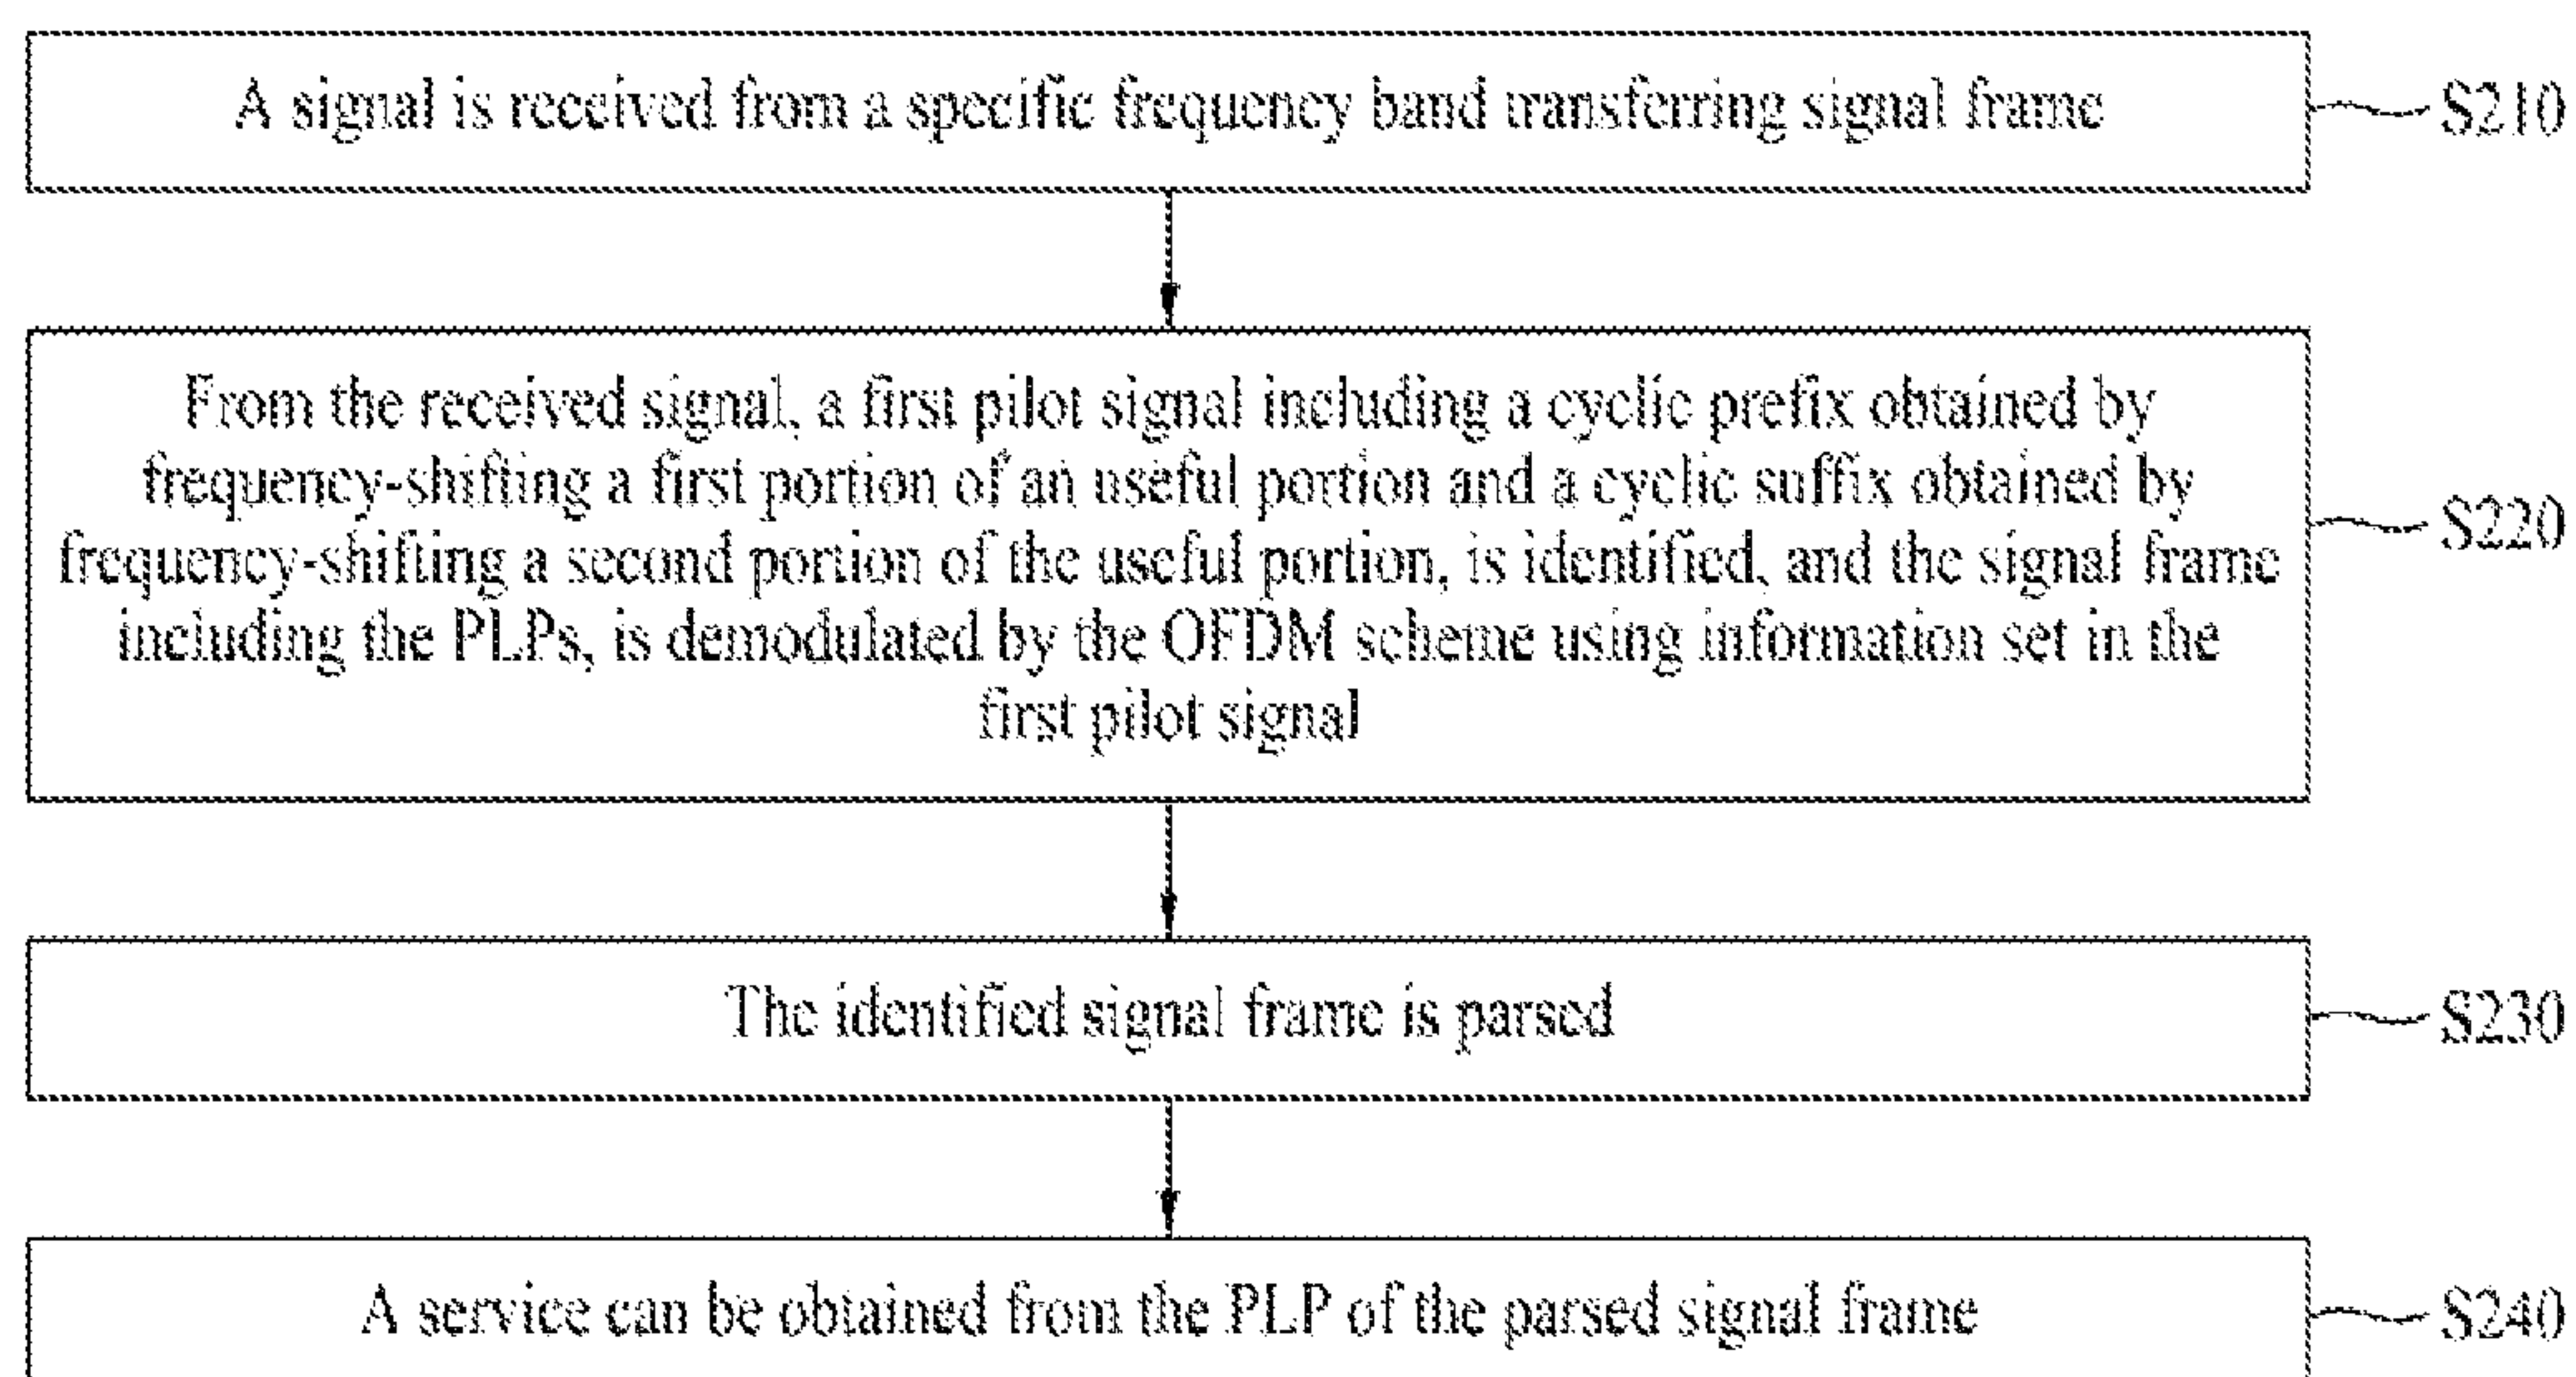 A signal is received from a specific frequency band transferring signal frame
S210
From the received signal, a first pilot signal including a cyclic prefix obtained by
frequency-shifting a first portion of an useful portion and a cyclic suffix obtained by
frequency-shifting a second portion of the useful portion, is identified, and the signal frame
including the PLPs, is demodulated by the OFDM scheme using information set in the
first pilot signal
S220
The identified signal frame is parsed
S230
A service can be obtained from the PLP of the parsed signal frame
S240